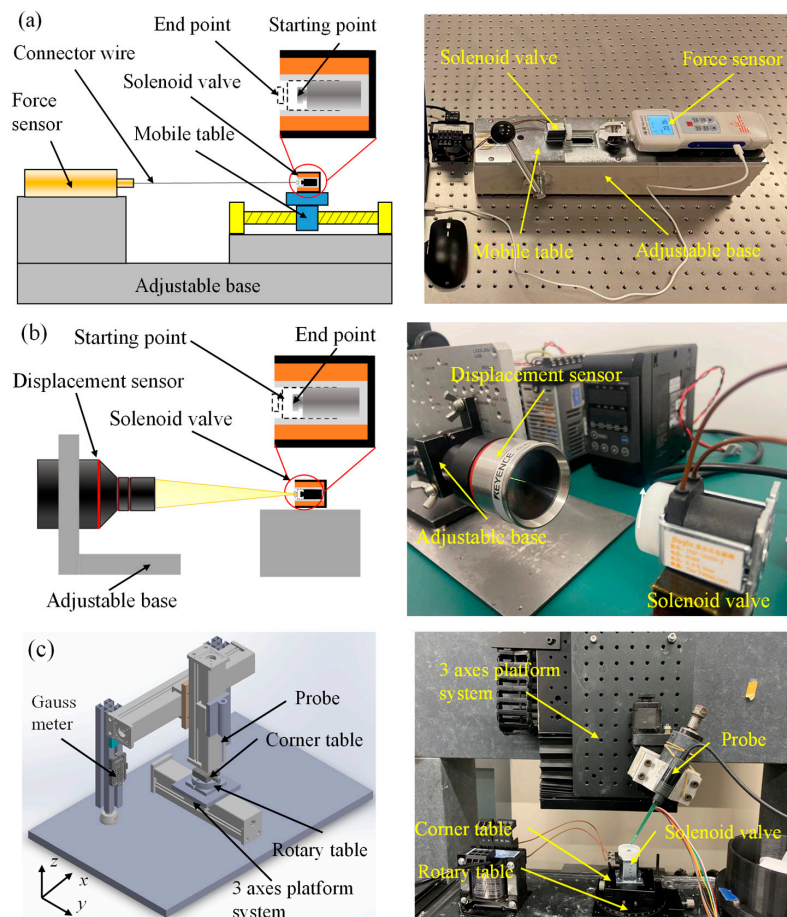 (a)
End point
Starting point
Connector wire
Solenoid valve
Force
sensor
Mobile table
Adjustable base
Solenoid valve
Force sensor
Mobile table
Adjustable base
(b)
Starting point
End point
Displacement sensor
Solenoid valve
Adjustable base
Displacement sensor
KEYENCE
Adjustable base
Solenoid valve
(c)
Gauss
meter
Probe
Corner table
Rotary table
3 axes platform
system
z
x
y
3 axes platform
system
Probe
Corner table
Solenoid valve
Rotary table